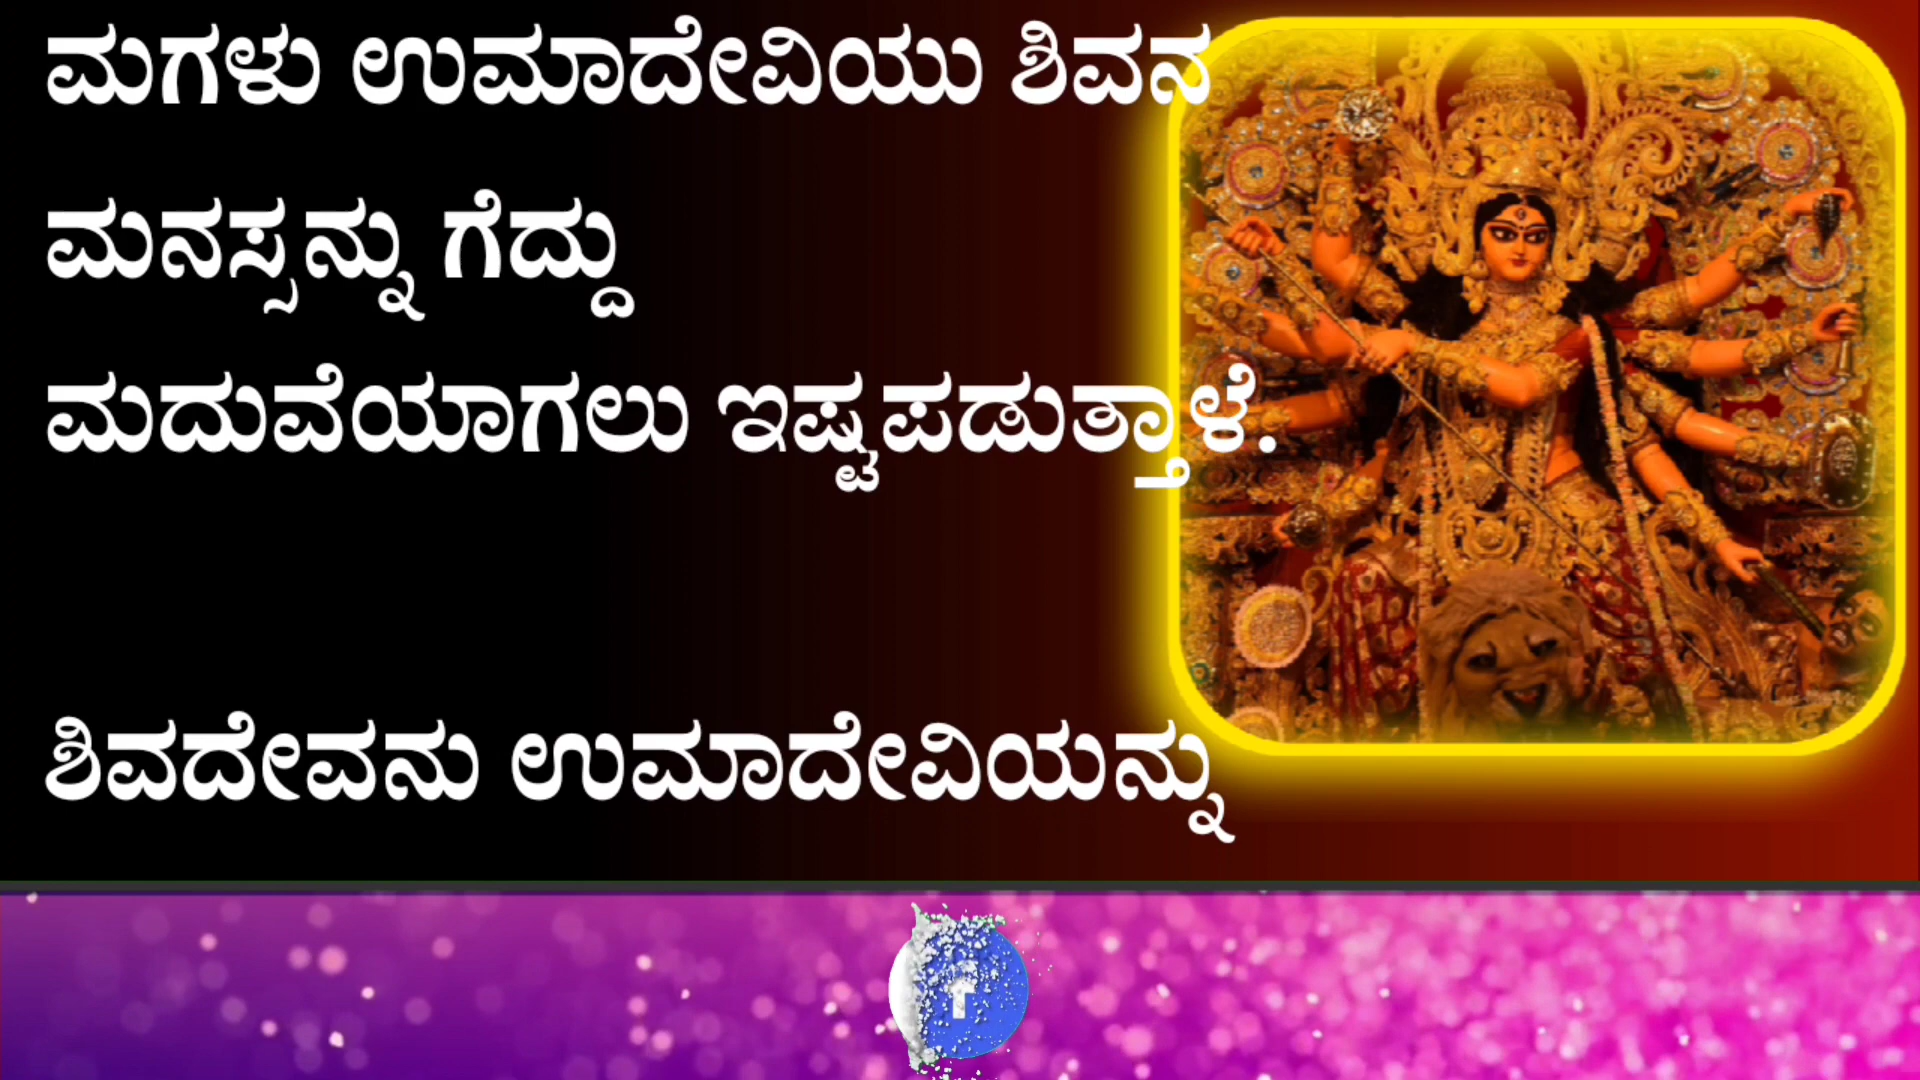 ಮಗಳು ಉಮಾದೇವಿಯು ಶಿವನ
ಮನಸ್ಸನ್ನು ಗೆದ್ದು
ಮದುವೆಯಾಗಲು ಇಷ್ಟಪಡುತ್ತಾಳೆ.
ಶಿವದೇವನು ಉಮಾದೇವಿಯನ್ನು